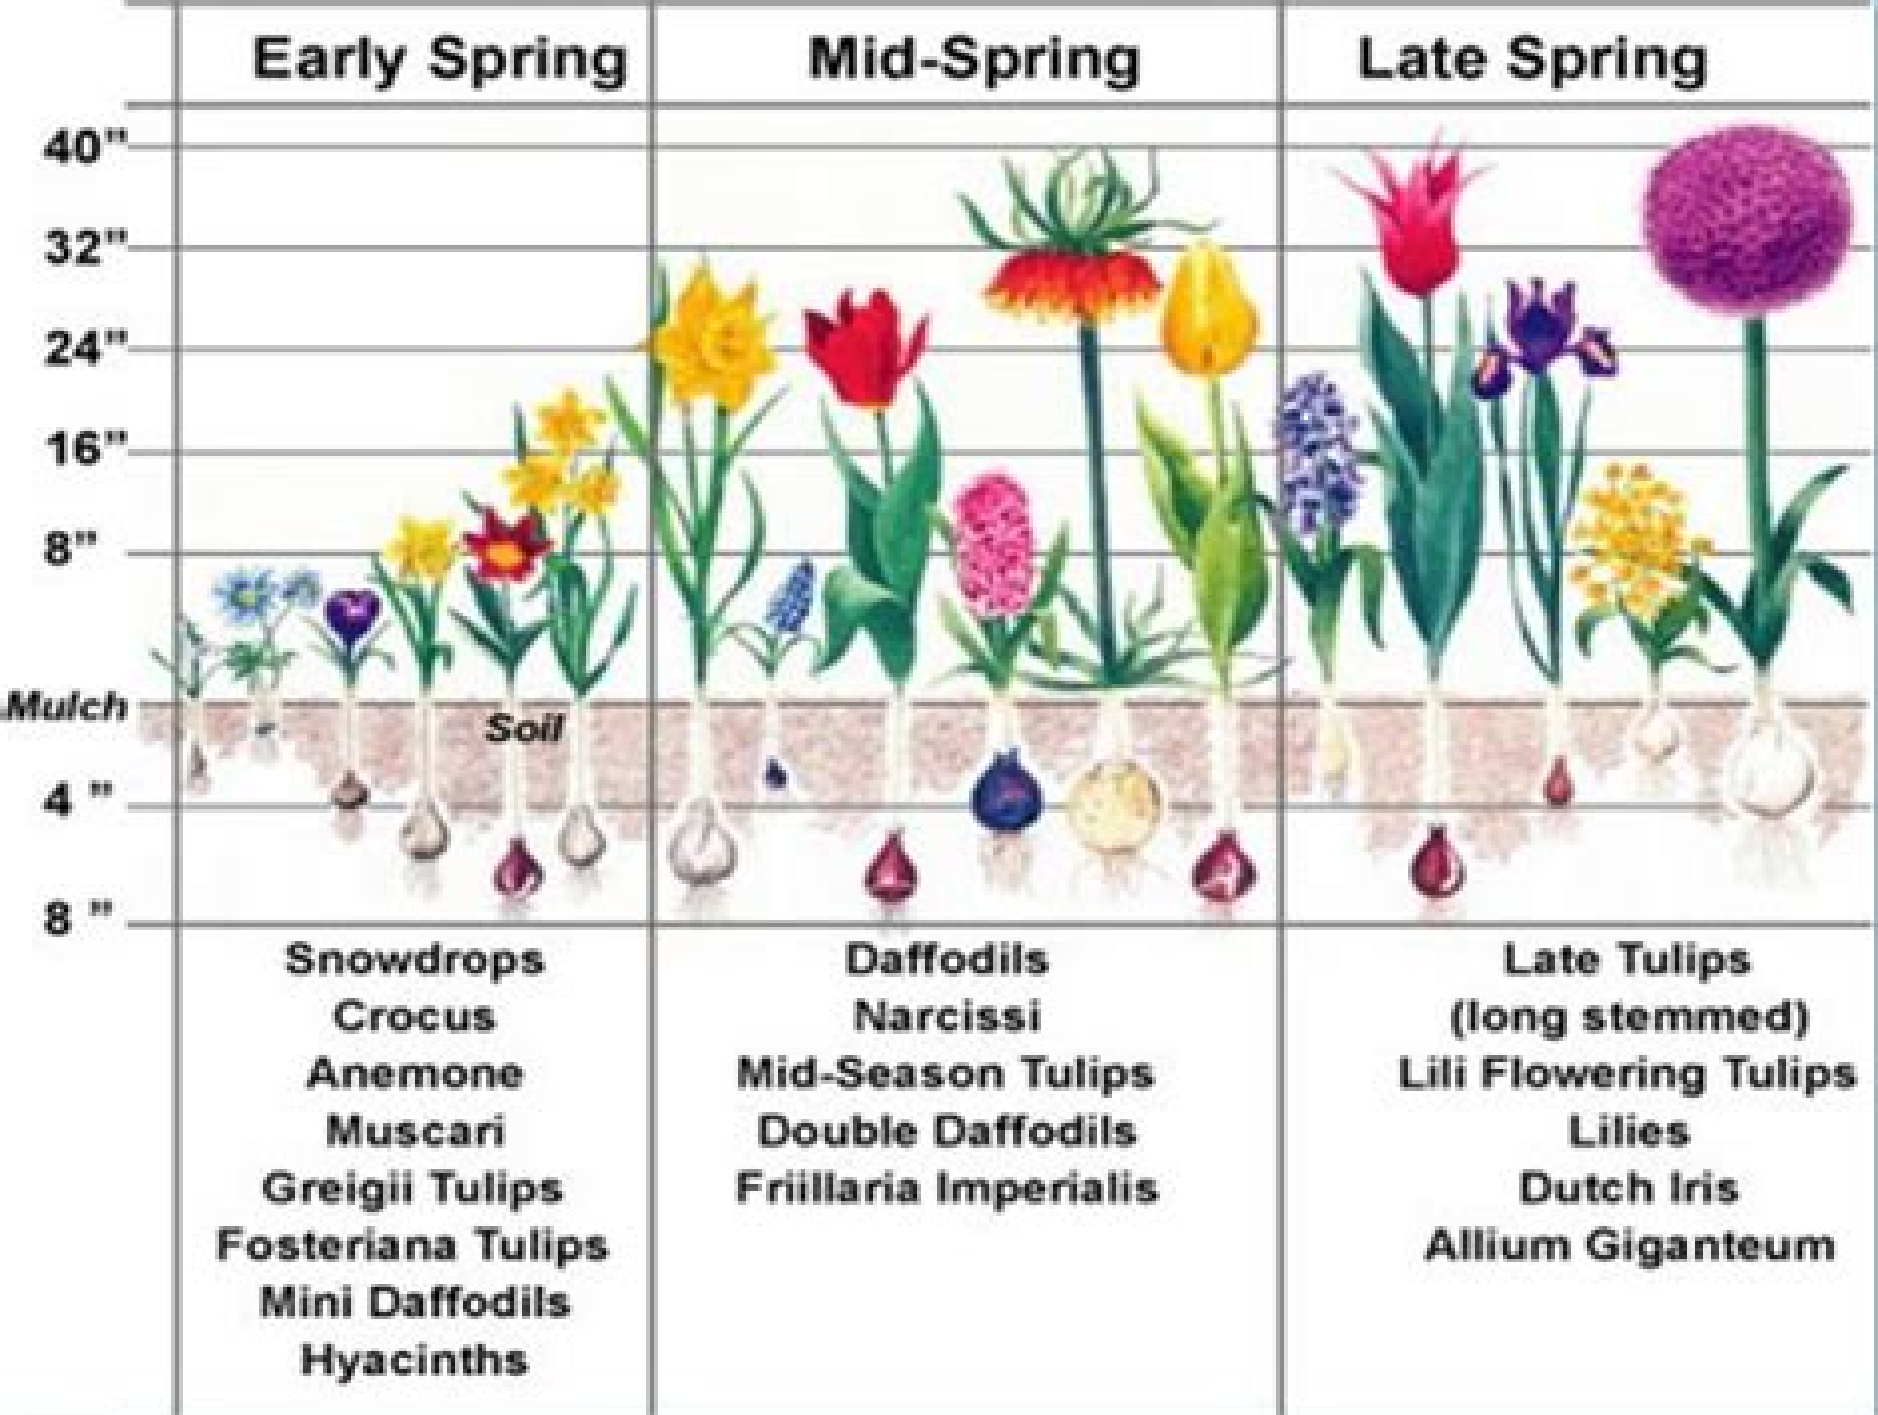 Early Spring
Mid-Spring
Late Spring
40”
32”
24”
16”
8”
Mulch
Soil
4 ”
8 ”
Snowdrops
Crocus
Anemone
Muscari
Greigii Tulips
Fosteriana Tulips
Mini Daffodils
Hyacinths
Daffodils
Narcissi
Mid-Season Tulips
Double Daffodils
Friillaria Imperialis
Late Tulips
(long stemmed)
Lili Flowering Tulips
Lilies
Dutch Iris
Allium Giganteum